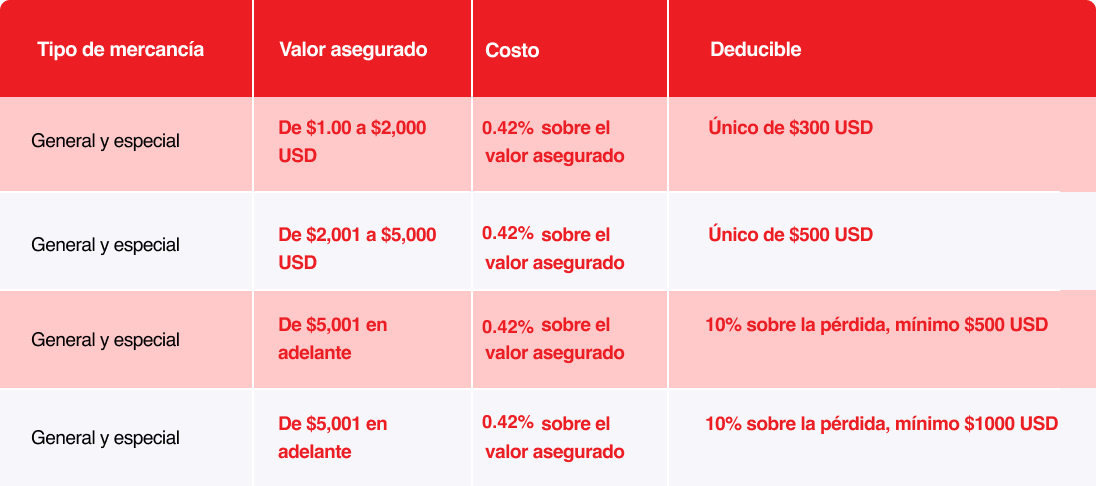 Tipo de mercancía
Valor asegurado
Costo
Deducible
General y especial
De $1.00 a $2,000
USD
0.42% sobre el
valor asegurado
Único de $300 USD
General y especial
De $2,001 a $5,000
USD
0.42% sobre el
valor asegurado
Único de $500 USD
General y especial
De $5,001 en
adelante
0.42% sobre el
valor asegurado
10% sobre la pérdida, mínimo $500 USD
General y especial
De $5,001 en
adelante
0.42% sobre el
valor asegurado
10% sobre la pérdida, mínimo $1000 USD